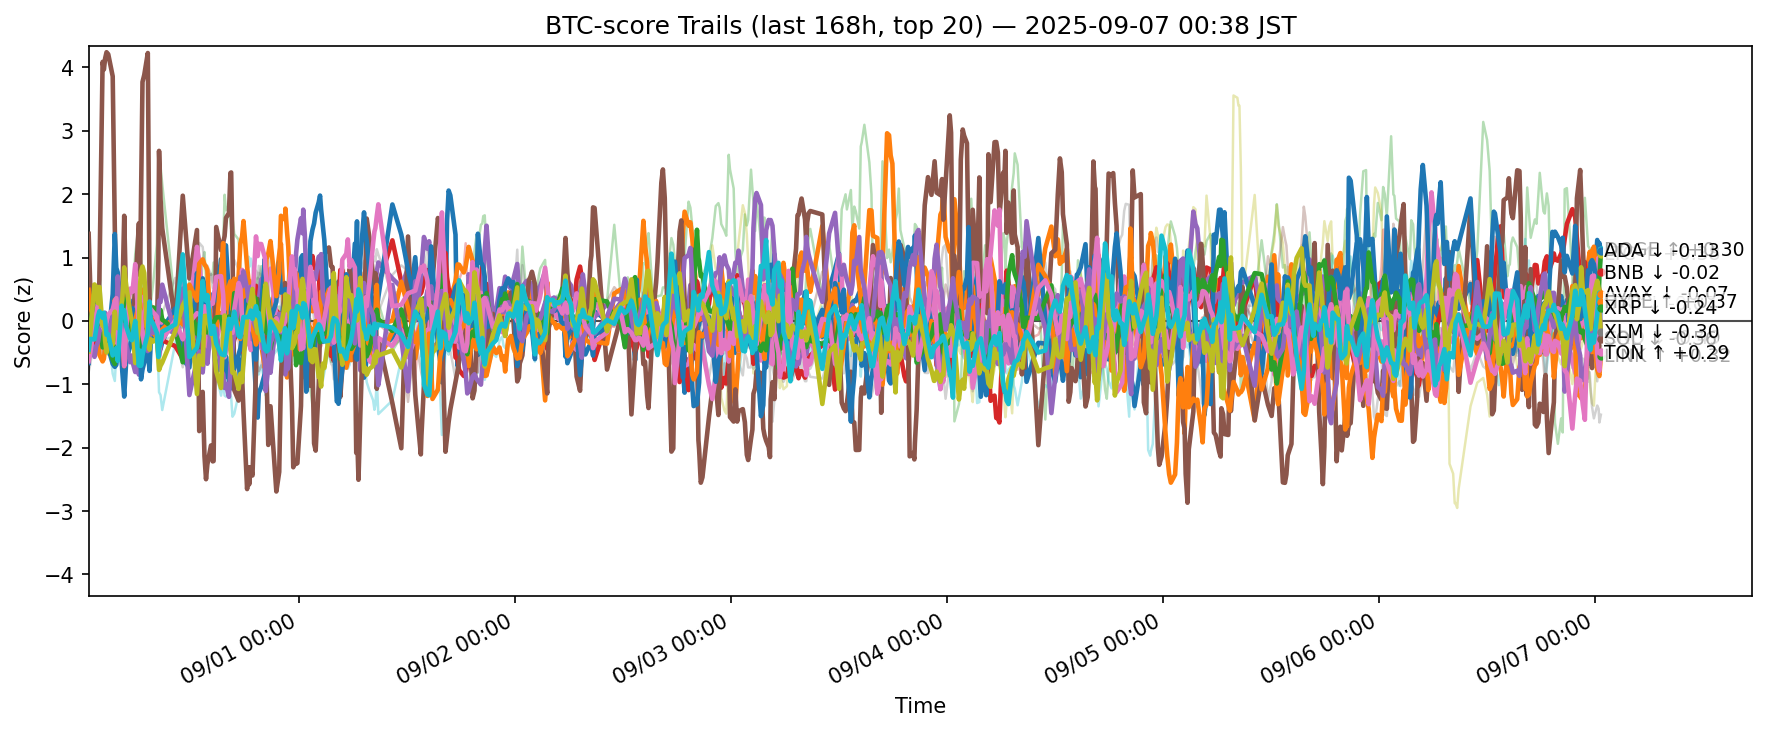 BTC-score Trails (last 168h, top 20) — 2025-09-07 00:38 JST
Score (z)
4
3
2
1
0
−1
−2
−3
−4
ADA ↓ -0.13
BNB ↓ -0.02
AVAX ↓ -0.07
XRP ↓ -0.24
XLM ↓ -0.30
TON ↑ +0.29
09/01 00:00
09/02 00:00
09/03 00:00
09/04 00:00
09/05 00:00
09/06 00:00
09/07 00:00
Time